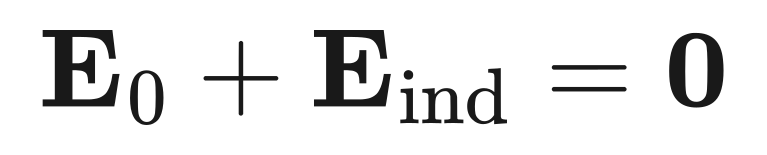 E₀ + E_ind = 0